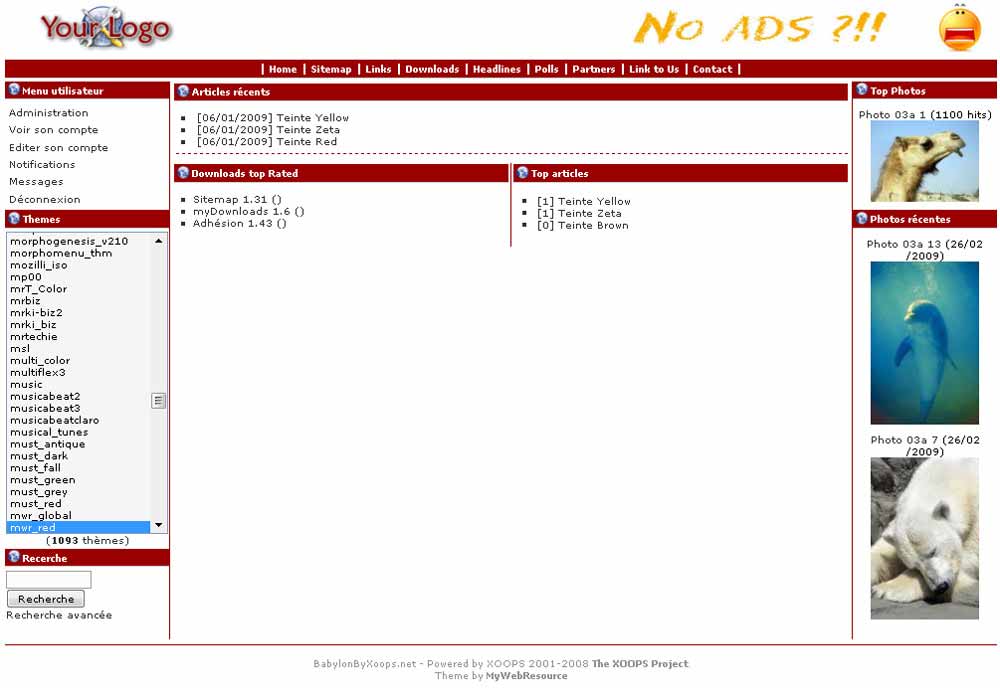 Your Logo
No ADS ?!!
| Home | Sitemap | Links | Downloads | Headlines | Polls | Partners | Link to Us | Contact |
Menu utilisateur
Administration
Voir son compte
Editer son compte
Notifications
Messages
Déconnexion
Themes
morphogenesis_v210
morphomenu_thm
mozilli_iso
mp00
mrT_Color
mrbiz
mrki-biz2
mrki_biz
mrtechie
msl
multi_color
multiflex3
music
musicabeat2
musicabeat3
musicabeatclaro
musical_tunes
must_antique
must_dark
must_fall
must_green
must_grey
must_red
mwr_global
mwr_red
(1093 thèmes)
Recerche
Recherche
Recherche avancée
Articles récents
[06/01/2009] Teinte Yellow
[06/01/2009] Teinte Zeta
[06/01/2009] Teinte Red
Downloads top Rated
Sitemap 1.31 ()
myDownloads 1.6 ()
Adhésion 1.43 ()
Top articles
[1] Teinte Yellow
[1] Teinte Zeta
[0] Teinte Brown
Top Photos
Photo 03a 1 (1100 hits)
Photos récentes
Photo 03a 13 (26/02
/2009)
Photo 03a 7 (26/02
/2009)
BabylonByXoops.net - Powered by XOOPS 2001-2008 The XOOPS Project
Theme by MyWebResource